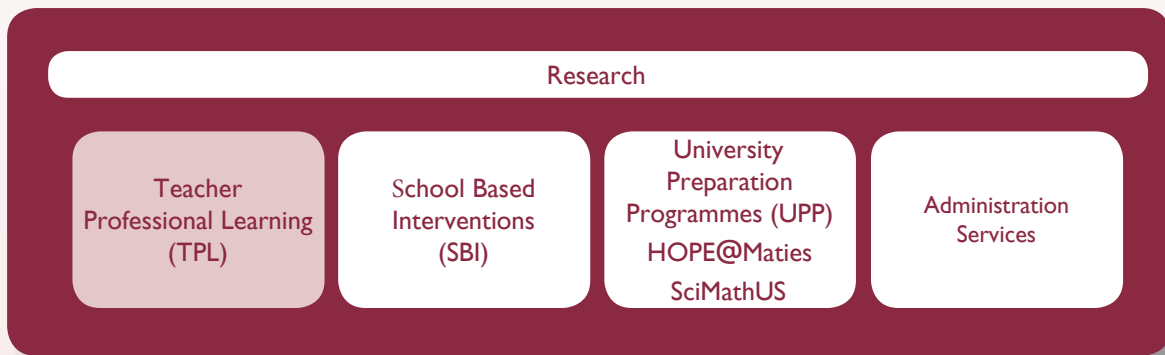 Research
Teacher
Professional Learning
(TPL)
School Based
Interventions
(SBI)
University
Preparation
Programmes (UPP)
HOPE@Maties
SciMathUS
Administration
Services